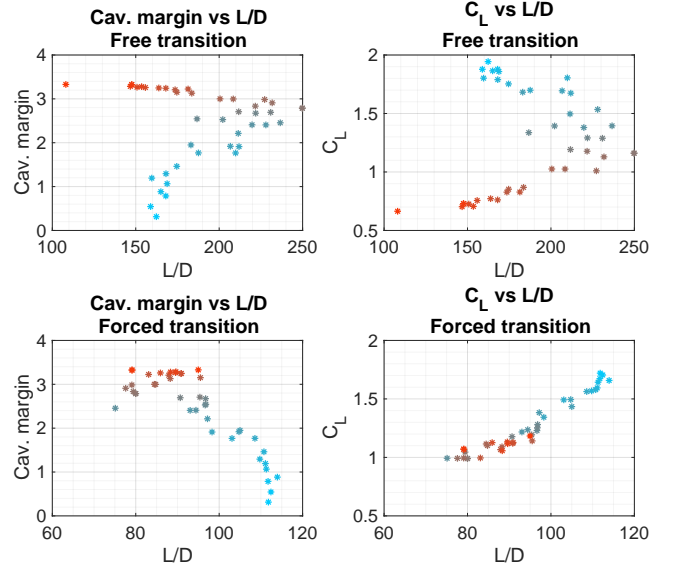 Cav. margin vs L/D
Free transition
4
3
2
1
0
Cav. margin
100 150 200 250
L/D
C_L vs L/D
Free transition
2
1.5
1
0.5
C_L
100 150 200 250
L/D
Cav. margin vs L/D
Forced transition
4
3
2
1
0
Cav. margin
60 80 100 120
L/D
C_L vs L/D
Forced transition
2
1.5
1
0.5
C_L
60 80 100 120
L/D